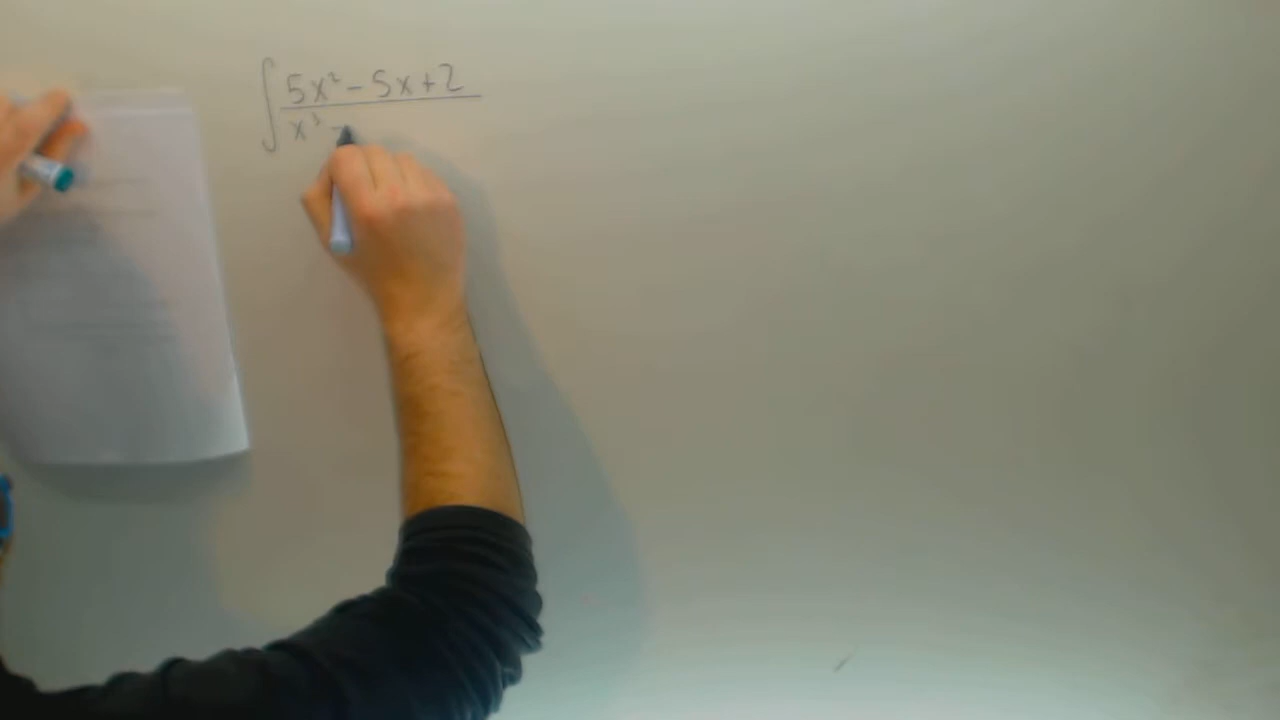 ∫ 5x² - 5x + 2
x³ -